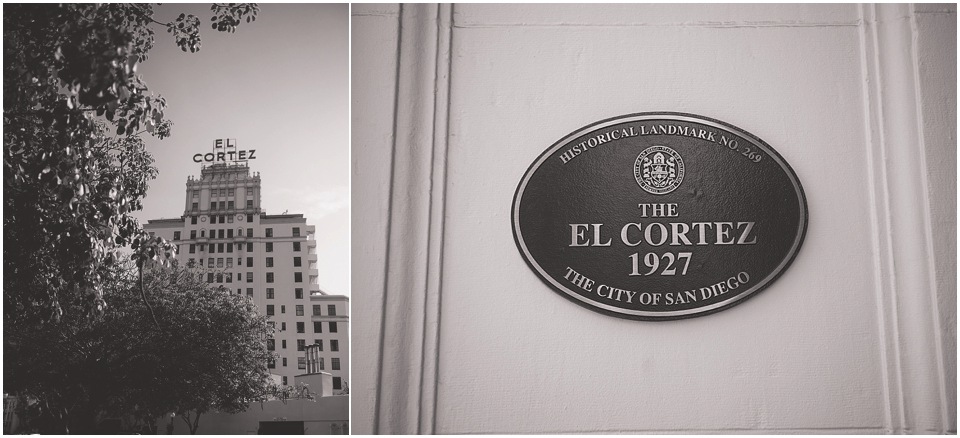 EL
CORTEZ
HISTORICAL LANDMARK NO. 269
THE
EL CORTEZ
1927
THE CITY OF SAN DIEGO